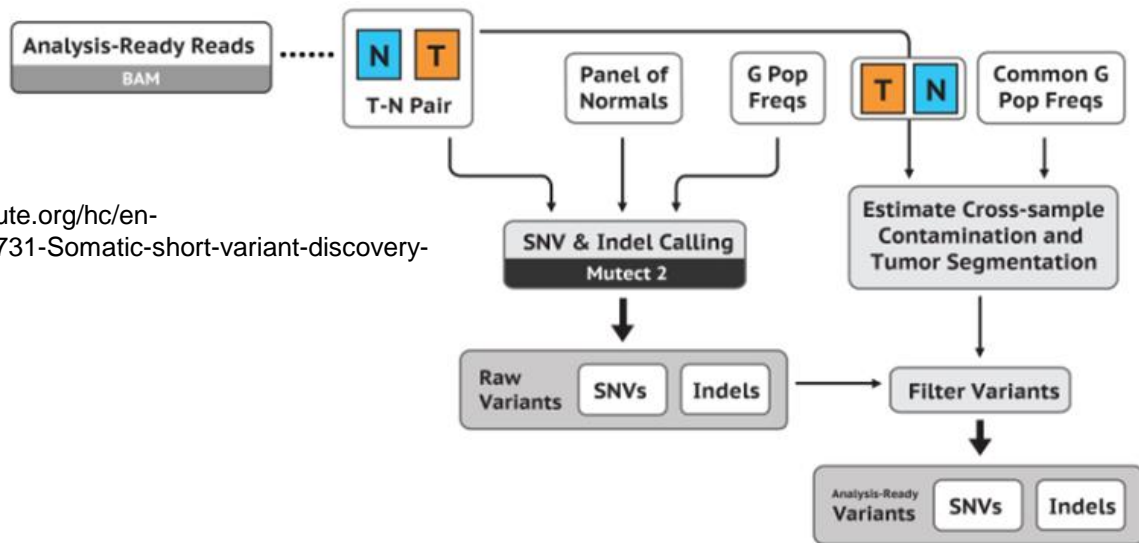 Analysis-Ready Reads
BAM
N T
T-N Pair
Panel of
Normals
G Pop
Freqs
T N
Common G
Pop Freqs
ute.org/hc/en-
731-Somatic-short-variant-discovery-
SNV & Indel Calling
Mutect 2
Estimate Cross-sample
Contamination and
Tumor Segmentation
Raw
Variants
SNVs
Indels
Filter Variants
Analysis-Ready
Variants
SNVs
Indels